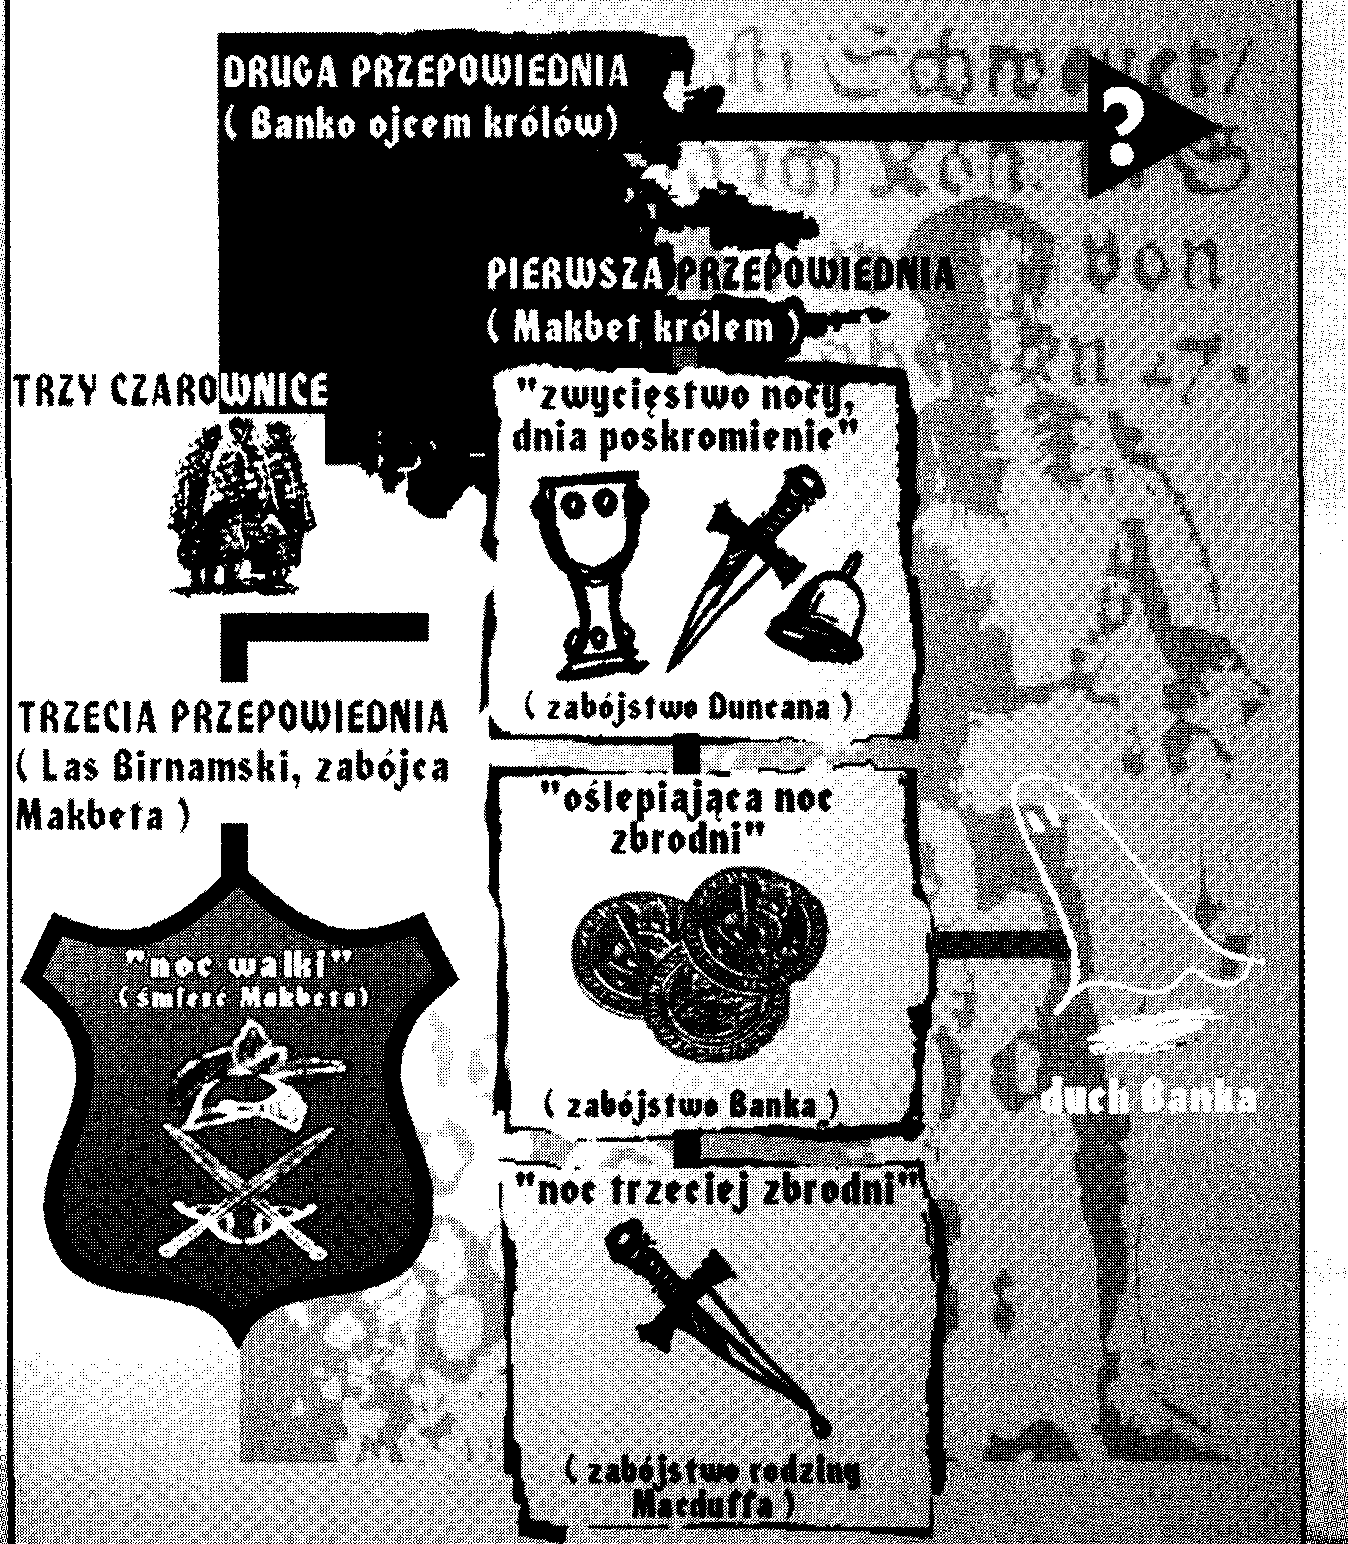 DRUGA PRZEPOWIEDNIA
( Banko ojcem królów)
?
PIERWSZA PRZEPOWIEDNIA
( Makbet królem )
TRZY CZAROWNICE
"zwycięstwo nocy,
dnia poskromienie"
( zabójstwo Duncana )
TRZECIA PRZEPOWIEDNIA
( Las Birnamski, zabójca
Makbeta )
"oślepiająca noc
zbrodni"
( zabójstwo Banka )
duch Banka
"noc walki"
( śmierć Makbeta)
"noc trzeciej zbrodni"
( zabójstwo rodziny
Macduffa )